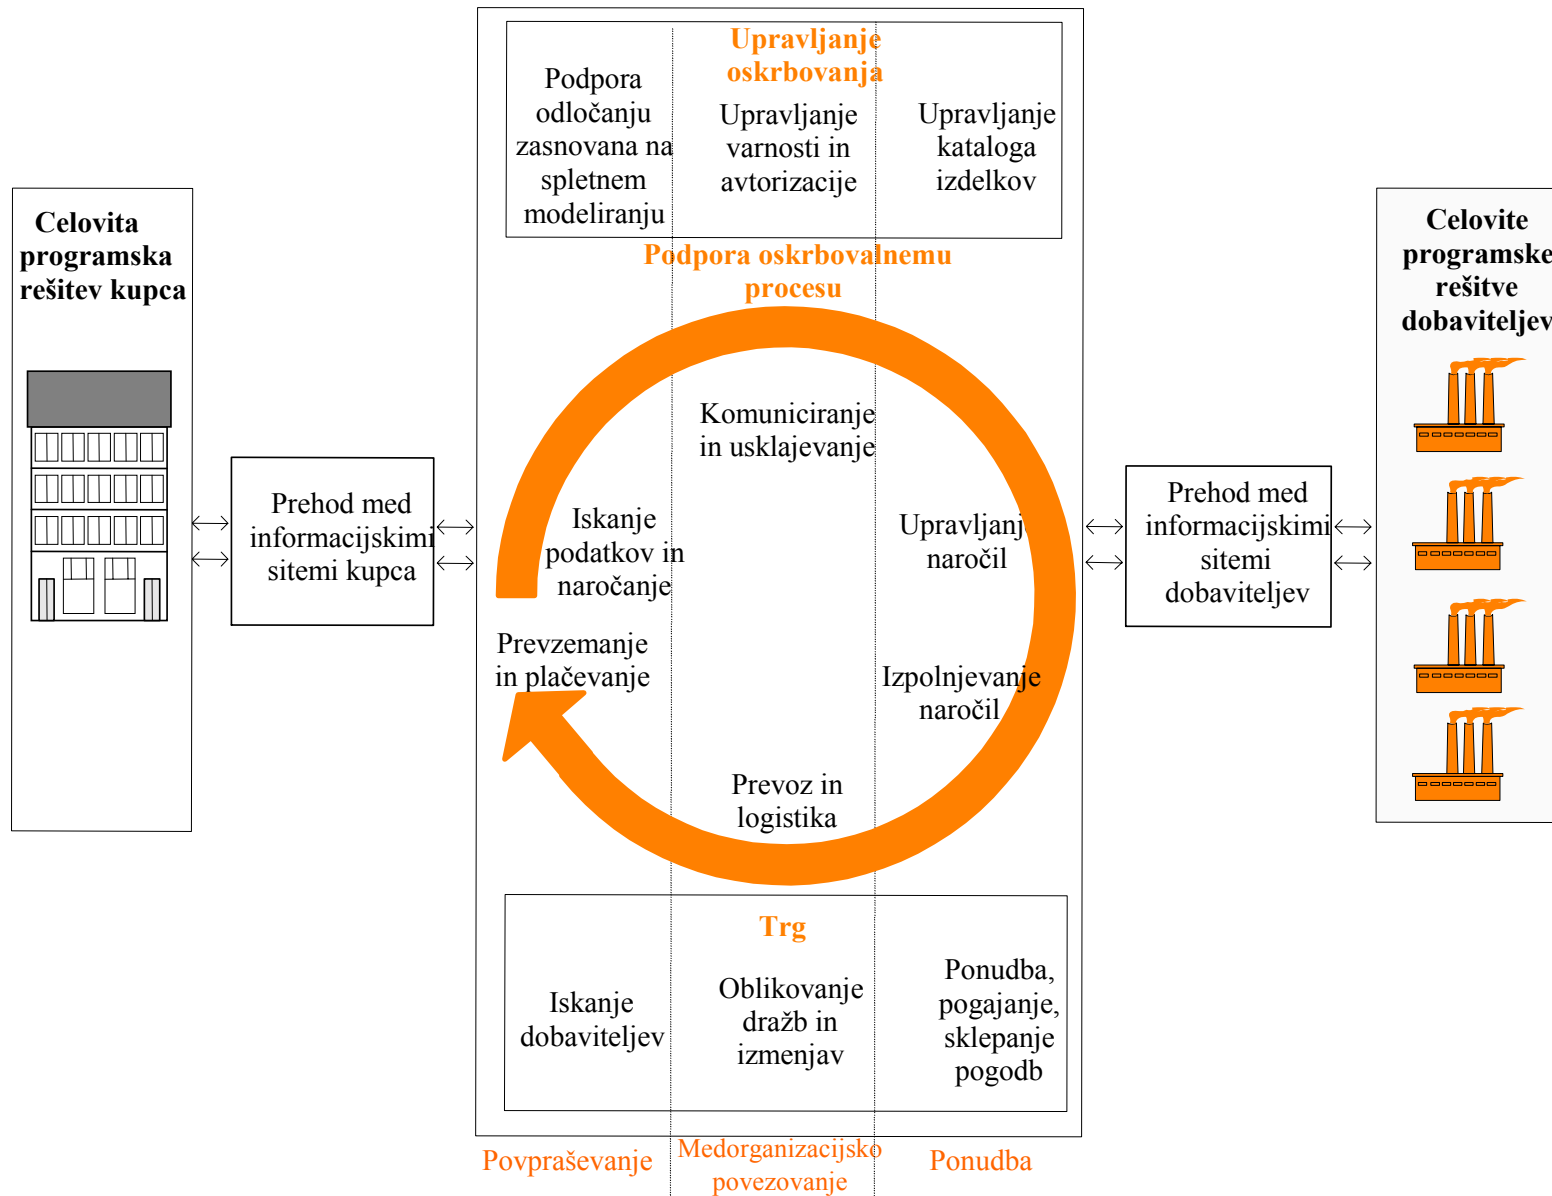 Celovita
programska
rešitev kupca
Prehod med
informacijskimi
sitemi kupca
Upravljanje
oskrbovanja
Podpora
odločanju
zasnovana na
spletnem
modeliranju
Upravljanje
varnosti in
avtorizacije
Upravljanje
kataloga
izdelkov
Podpora oskrbovalnemu
procesu
Komuniciranje
in usklajevanje
Iskanje
podatkov in
naročanje
Upravljanje
naročil
Prevzemanje
in plačevanje
Izpolnjevanje
naročil
Prevoz in
logistika
Trg
Iskanje
dobaviteljev
Oblikovanje
dražb in
izmenjav
Ponudba,
pogajanje,
sklepanje
pogodb
Povpraševanje
Medorganizacijsko
povezovanje
Ponudba
Prehod med
informacijskimi
sitemi
dobaviteljev
Celovite
programske
rešitve
dobaviteljev